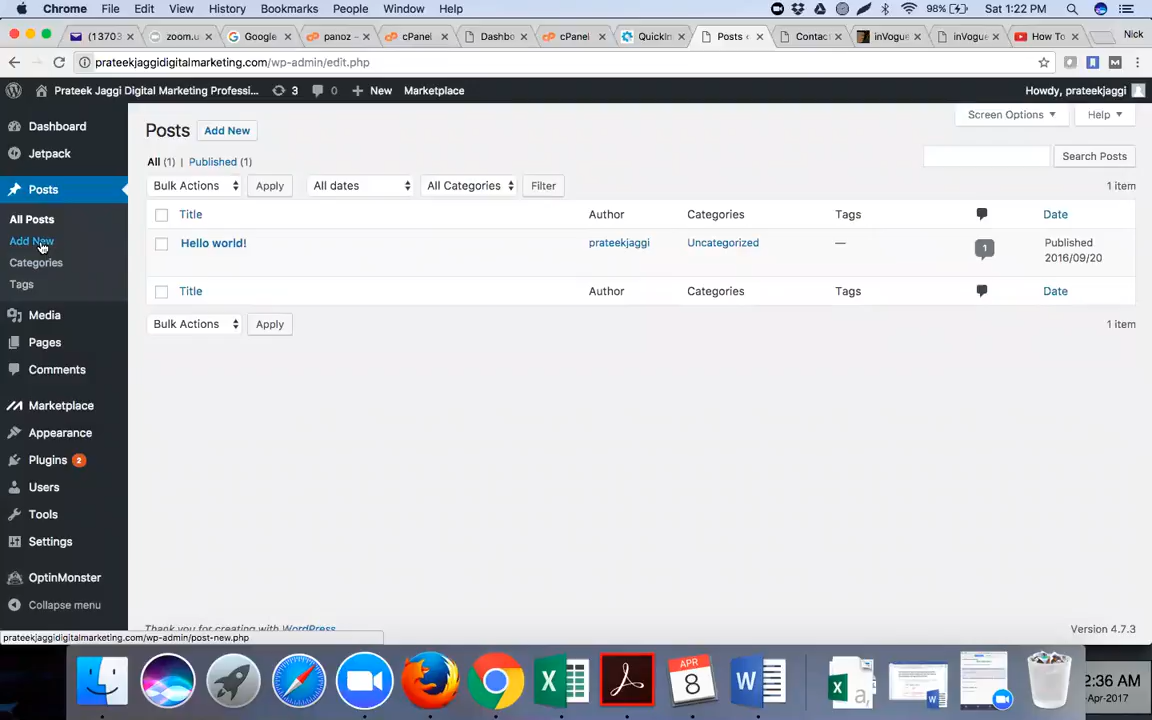 Chrome File Edit View History Bookmarks People Window Help 98% Sat 1:22 PM
(1370 zoom.u Google panoz – cPanel Dashbo cPanel QuickIn Posts ‹ Contact inVogue inVogue How To Nick
prateekjaggidigitalmarketing.com/wp-admin/edit.php
Prateek Jaggi Digital Marketing Professi... 3 0 New Marketplace Howdy, prateekjaggi
Dashboard
Jetpack
Posts
All Posts
Add New
Categories
Tags
Media
Pages
Comments
Marketplace
Appearance
Plugins 2
Users
Tools
Settings
OptinMonster
Collapse menu
Screen Options Help
Posts Add New
All (1) | Published (1)
Search Posts
Bulk Actions Apply All dates All Categories Filter 1 item
Title Author Categories Tags Date
Hello world! prateekjaggi Uncategorized — 1 Published
2016/09/20
Title Author Categories Tags Date
Bulk Actions Apply 1 item
Thank you for creating with WordPress Version 4.7.3
prateekjaggidigitalmarketing.com/wp-admin/post-new.php
APR
8
X W X a W
2:36 AM
-Apr-2017